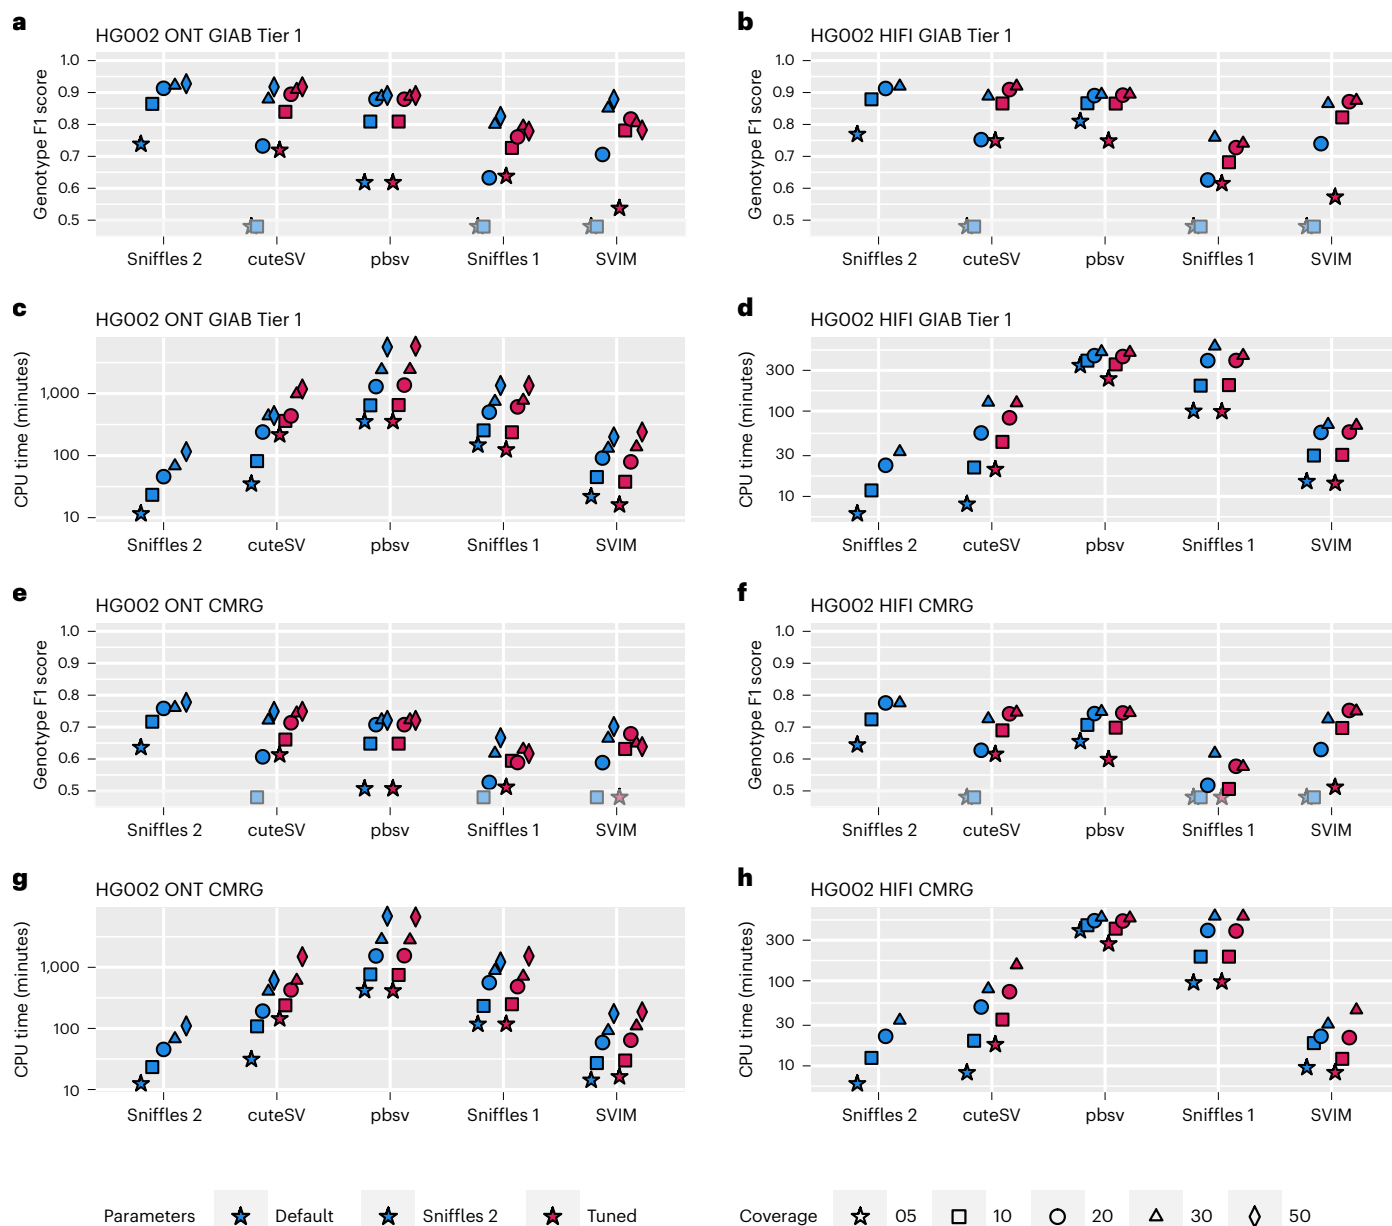 a
HG002 ONT GIAB Tier 1
Genotype F1 score
1.0
0.9
0.8
0.7
0.6
0.5
Sniffles 2 cuteSV pbsv Sniffles 1 SVIM
b
HG002 HIFI GIAB Tier 1
Genotype F1 score
1.0
0.9
0.8
0.7
0.6
0.5
Sniffles 2 cuteSV pbsv Sniffles 1 SVIM
c
HG002 ONT GIAB Tier 1
CPU time (minutes)
1,000
100
10
Sniffles 2 cuteSV pbsv Sniffles 1 SVIM
d
HG002 HIFI GIAB Tier 1
CPU time (minutes)
300
100
30
10
Sniffles 2 cuteSV pbsv Sniffles 1 SVIM
e
HG002 ONT CMRG
Genotype F1 score
1.0
0.9
0.8
0.7
0.6
0.5
Sniffles 2 cuteSV pbsv Sniffles 1 SVIM
f
HG002 HIFI CMRG
Genotype F1 score
1.0
0.9
0.8
0.7
0.6
0.5
Sniffles 2 cuteSV pbsv Sniffles 1 SVIM
g
HG002 ONT CMRG
CPU time (minutes)
1,000
100
10
Sniffles 2 cuteSV pbsv Sniffles 1 SVIM
h
HG002 HIFI CMRG
CPU time (minutes)
300
100
30
10
Sniffles 2 cuteSV pbsv Sniffles 1 SVIM
Parameters Default Sniffles 2 Tuned
Coverage 05 10 20 30 50